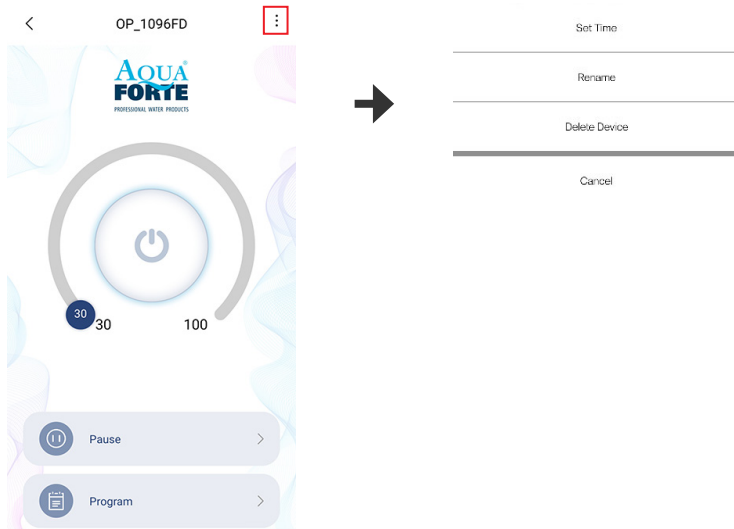 OP_1096FD
AQUA
FORTE
PROFESSIONAL WATER PRODUCTS
30
30
100
Pause
Program
Set Time
Rename
Delete Device
Cancel